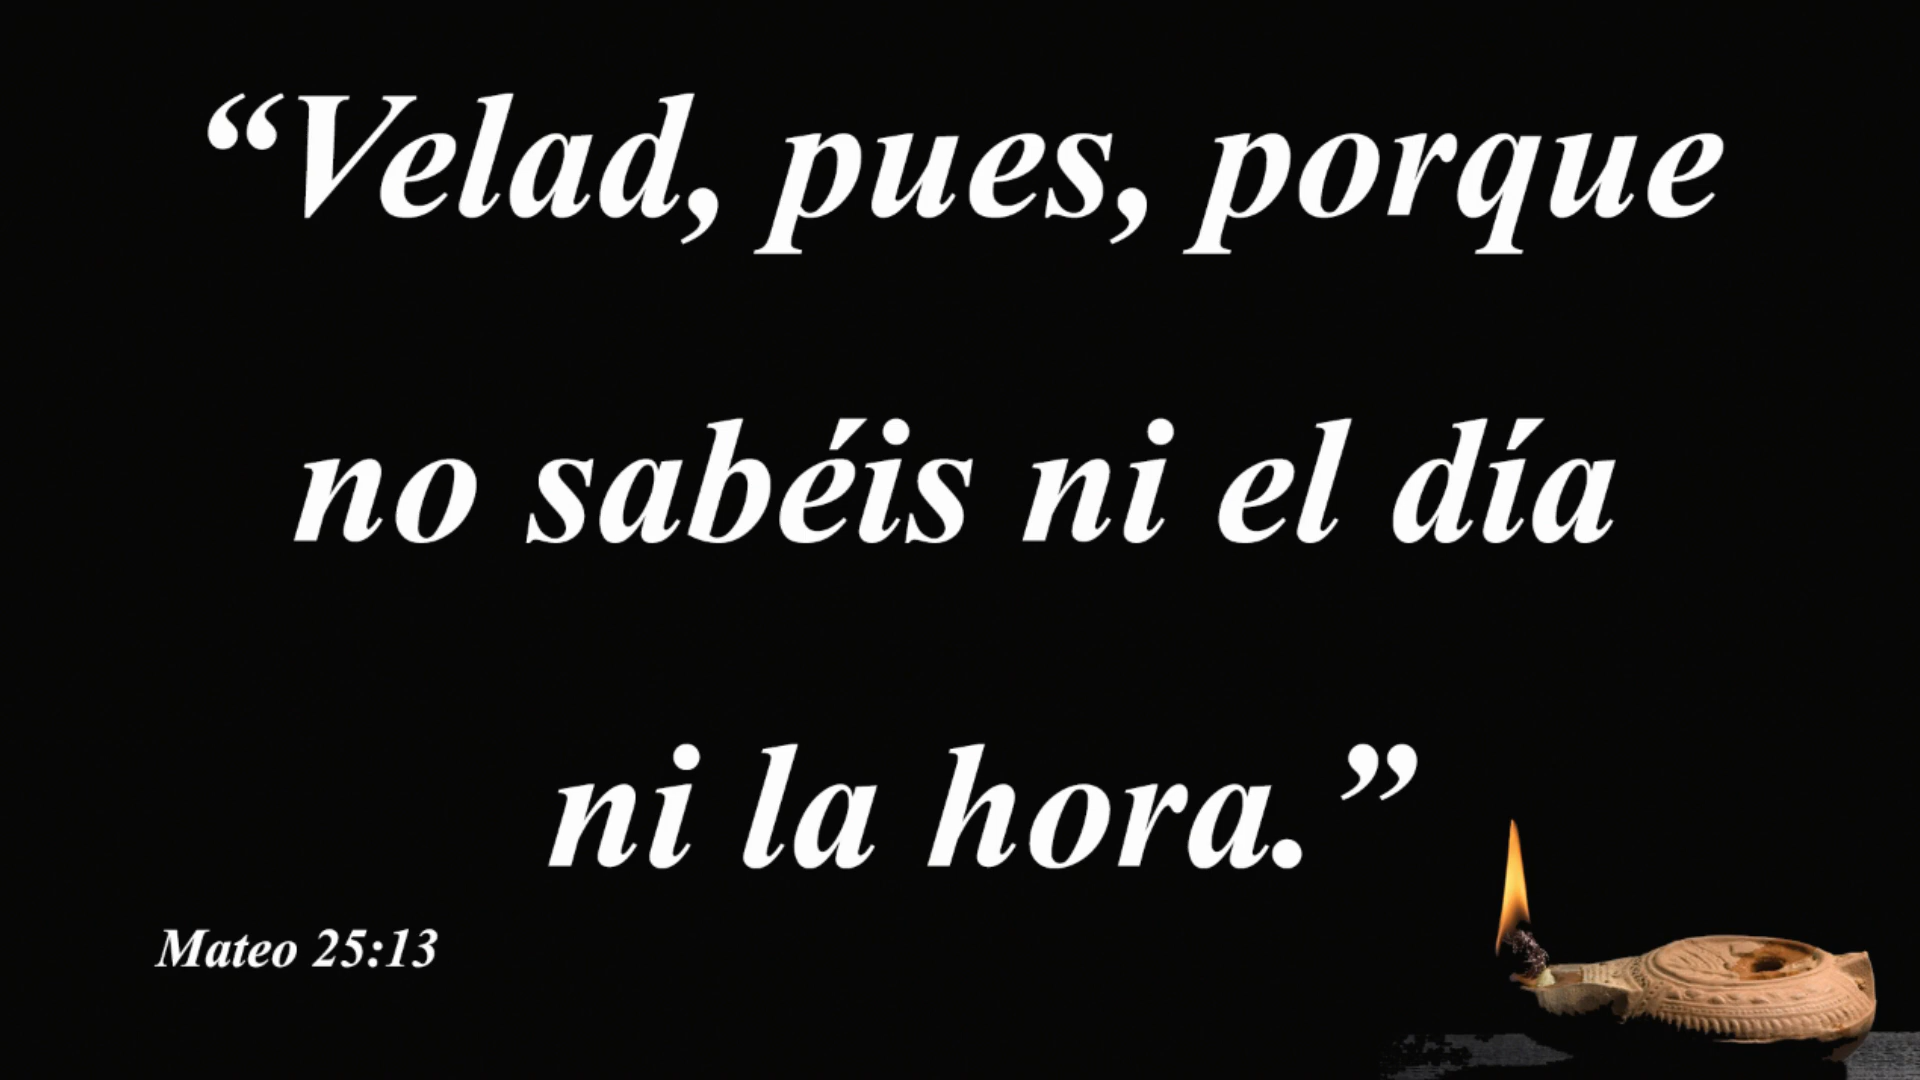 “Velad, pues, porque
no sabéis ni el día
ni la hora.”
Mateo 25:13